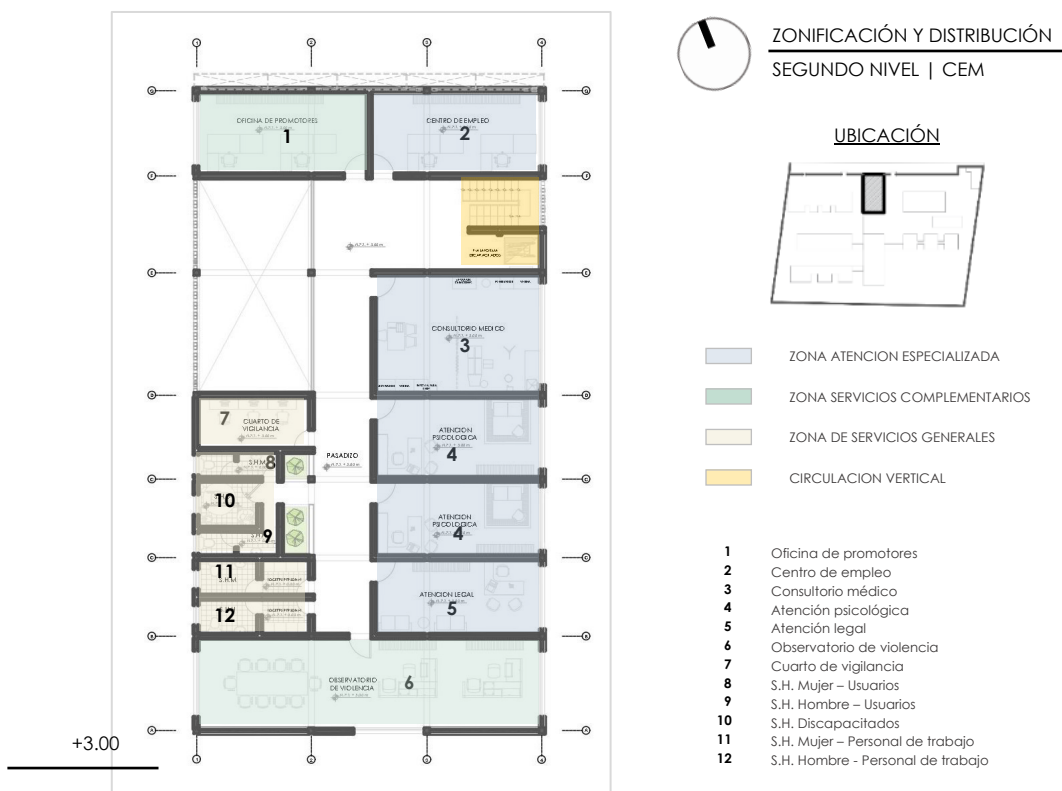 ZONIFICACIÓN Y DISTRIBUCIÓN
SEGUNDO NIVEL | CEM
UBICACIÓN
ZONA ATENCION ESPECIALIZADA
ZONA SERVICIOS COMPLEMENTARIOS
ZONA DE SERVICIOS GENERALES
CIRCULACION VERTICAL
1 Oficina de promotores
2 Centro de empleo
3 Consultorio médico
4 Atención psicológica
5 Atención legal
6 Observatorio de violencia
7 Cuarto de vigilancia
8 S.H. Mujer – Usuarios
9 S.H. Hombre – Usuarios
10 S.H. Discapacitados
11 S.H. Mujer – Personal de trabajo
12 S.H. Hombre - Personal de trabajo
OFICINA DE PROMOTORES
1
CENTRO DE EMPLEO
2
CONSULTORIO MEDICO
3
7
CUARTO DE
VIGILANCIA
ATENCION
PSICOLOGICA
4
PASADIZO
S.H.M
8
10
ATENCION
PSICOLOGICA
4
9
11
S.H.M
12
ATENCION LEGAL
5
OBSERVATORIO
DE VIOLENCIA
6
+3.00